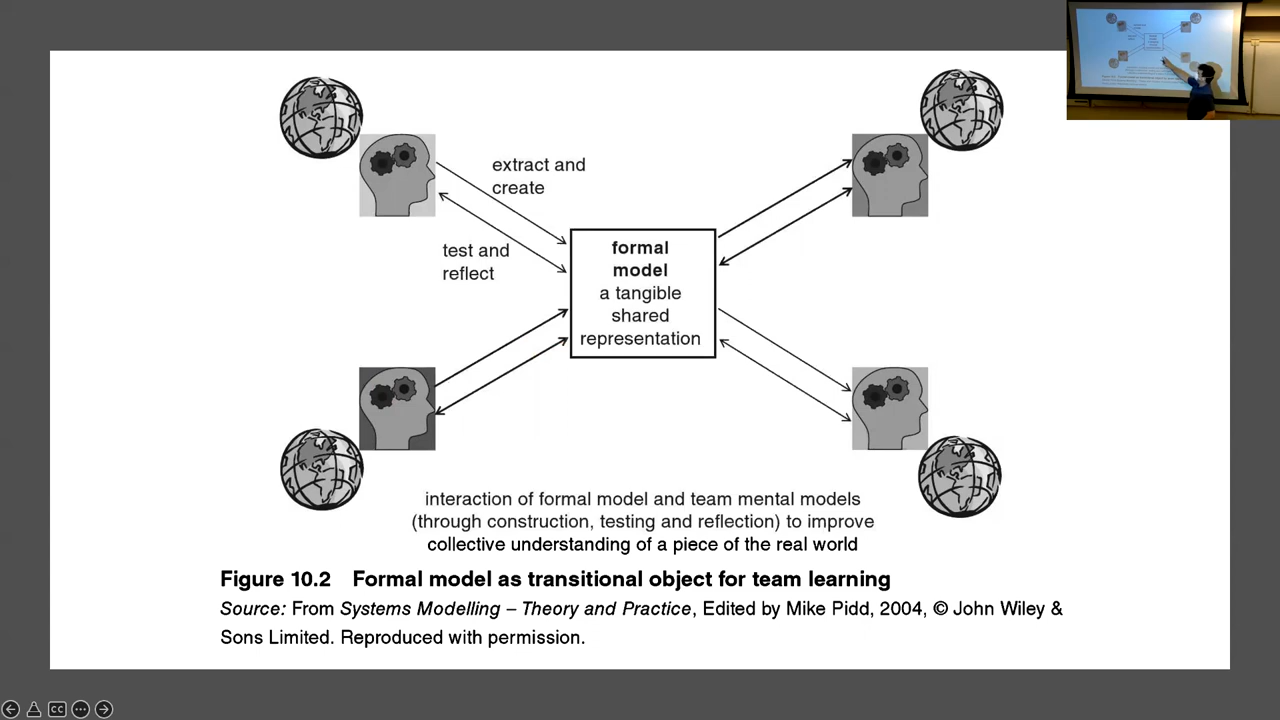 extract and
create
test and
reflect
formal
model
a tangible
shared
representation
interaction of formal model and team mental models
(through construction, testing and reflection) to improve
collective understanding of a piece of the real world
Figure 10.2 Formal model as transitional object for team learning
Source: From Systems Modelling – Theory and Practice, Edited by Mike Pidd, 2004, © John Wiley &
Sons Limited. Reproduced with permission.
CC